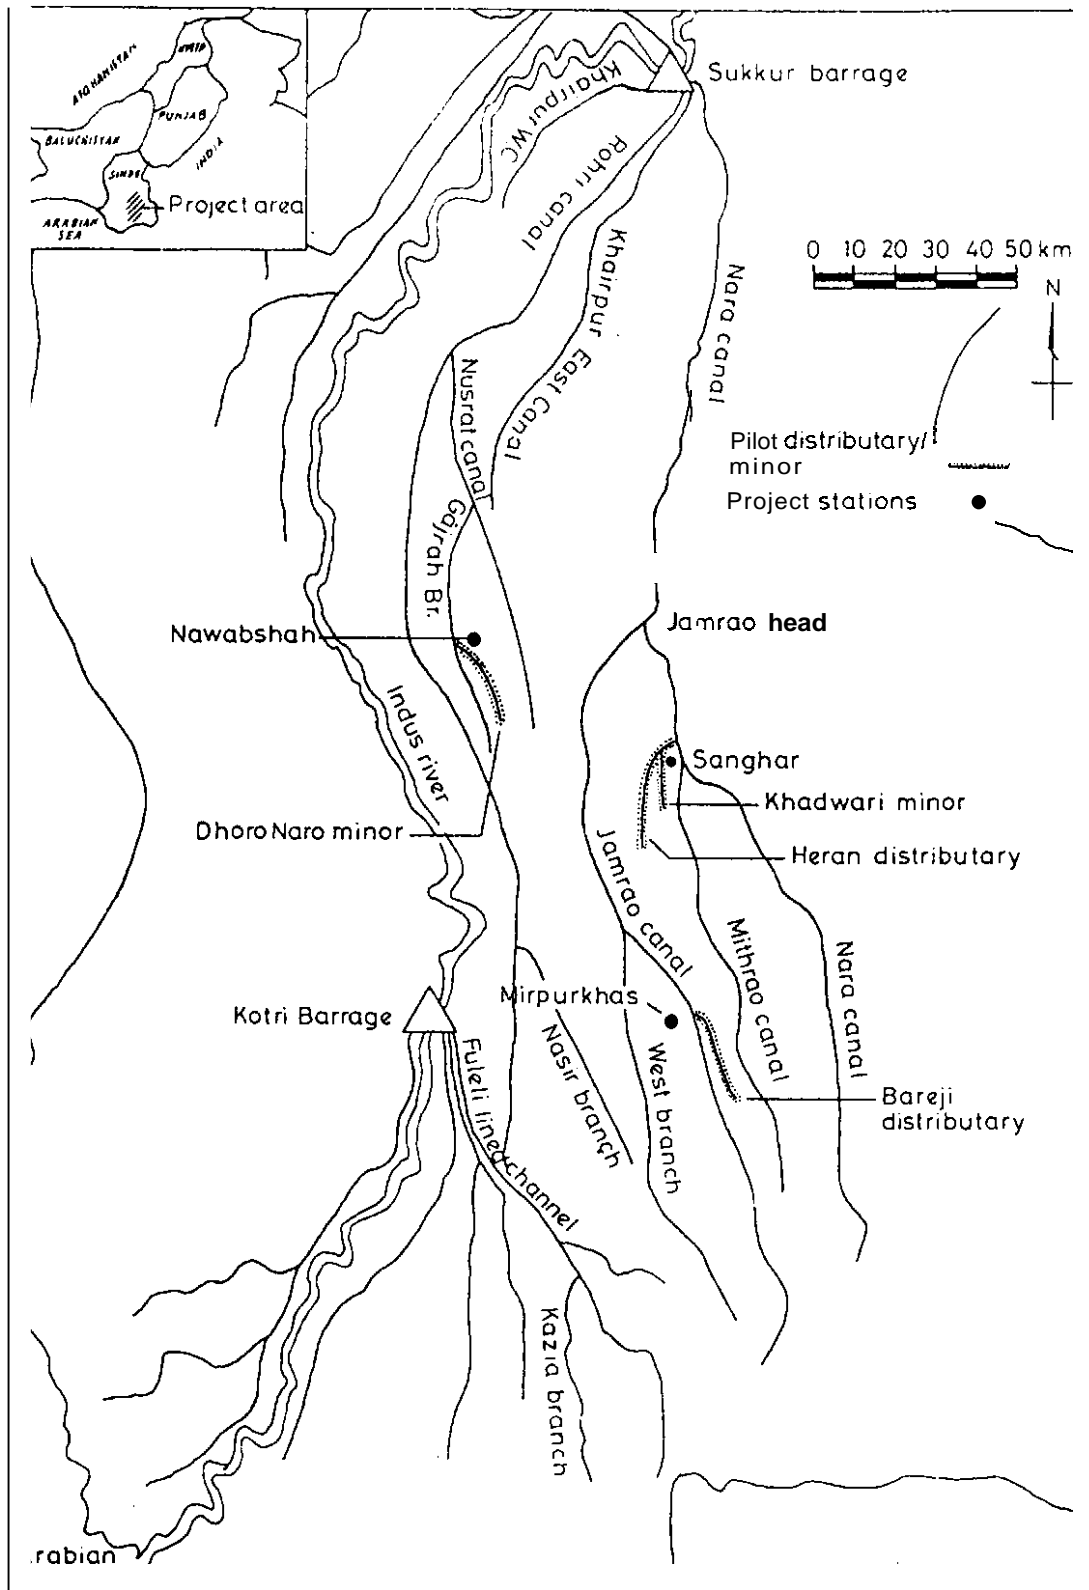 AFGHANISTAN
NWFP
PUNJAB
BALUCHISTAN
INDIA
SINDH
Project area
ARABIAN
SEA
Sukkur barrage
Khairpur WC
Rohri canal
Khairpur East Canal
Nara canal
0 10 20 30 40 50 km
N
Pilot distributary/
minor
Project stations
Nusrat canal
Gajrah Br.
Nawabshah
Jamrao head
Indus river
Sanghar
Khadwari minor
Dhoro Naro minor
Heran distributary
Jamrao canal
Mithrao canal
Nara canal
Mirpurkhas
Kotri Barrage
Fuleli lined channel
Nasir branch
West branch
Bareji
distributary
Kazia branch
rabian